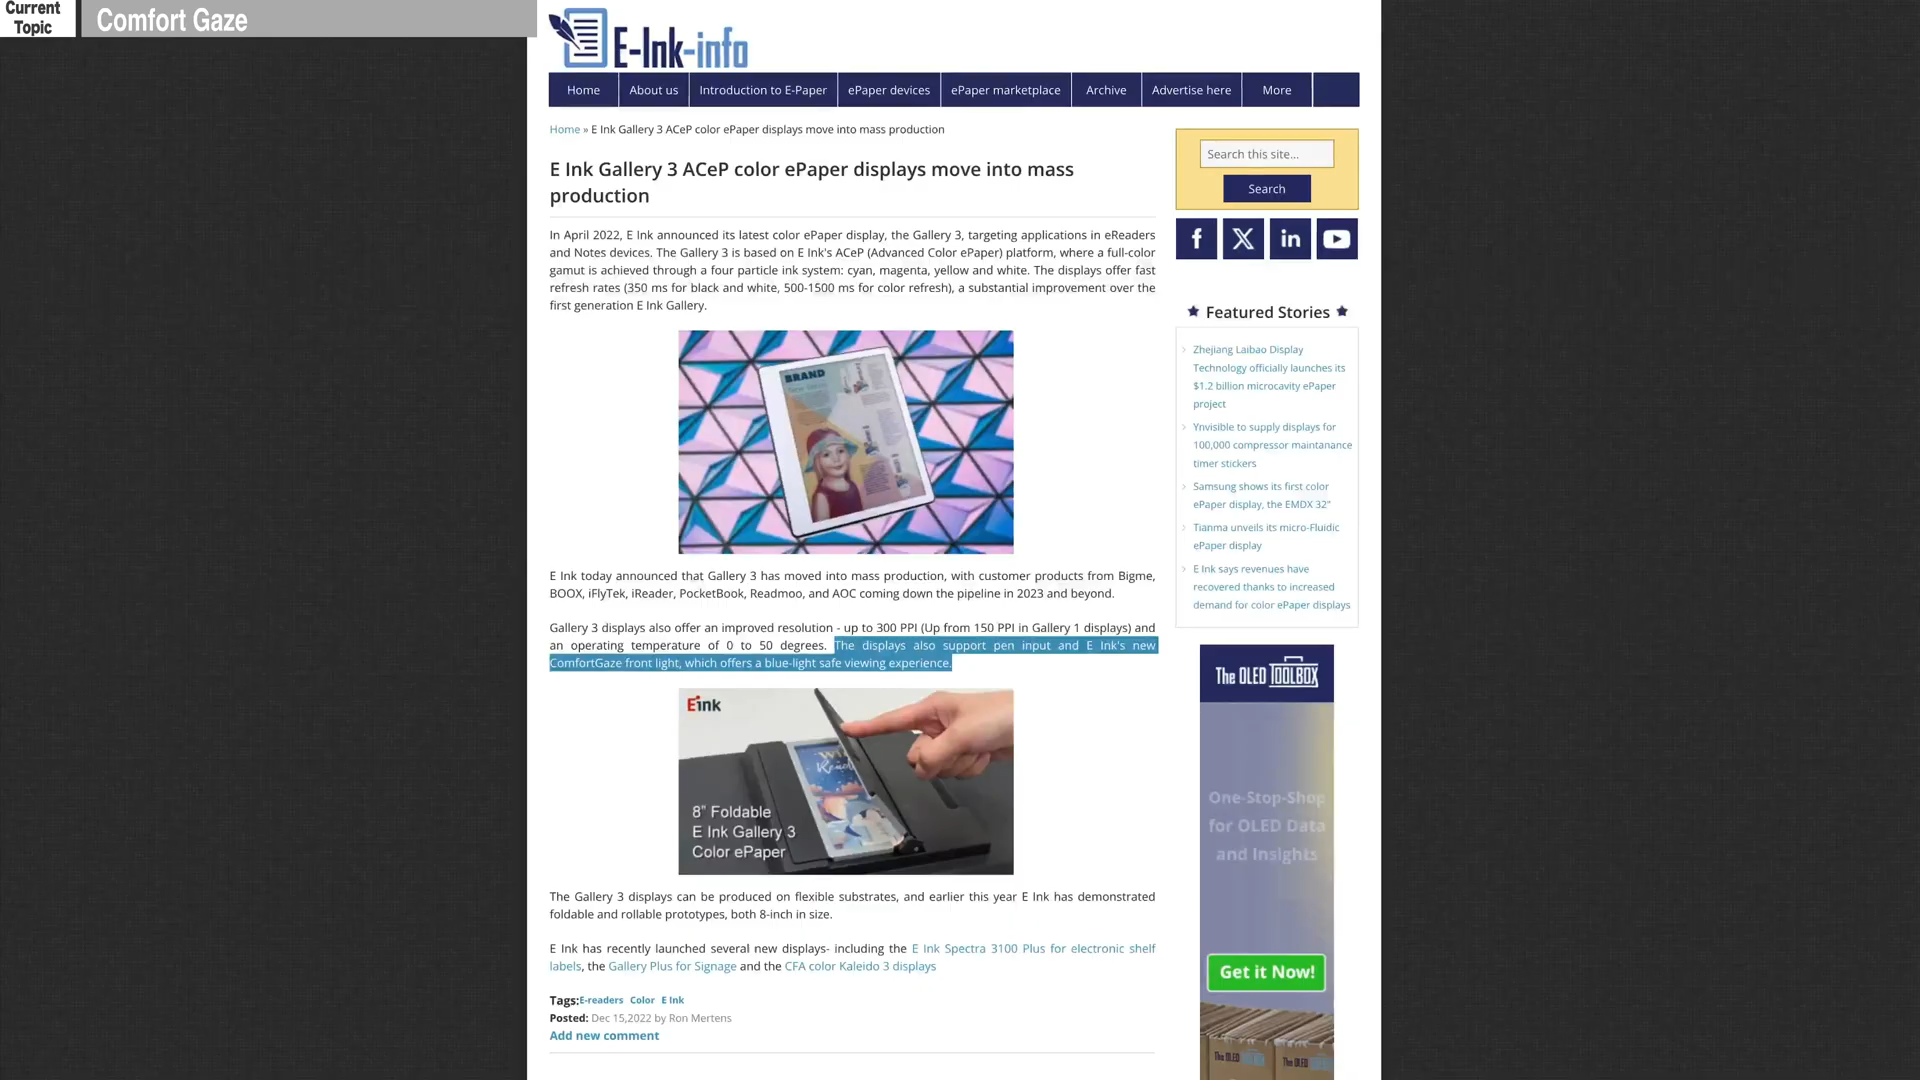 Current
Topic
Comfort Gaze
E-Ink-info
Home
About us
Introduction to E-Paper
ePaper devices
ePaper marketplace
Archive
Advertise here
More
Home » E Ink Gallery 3 ACeP color ePaper displays move into mass production
E Ink Gallery 3 ACeP color ePaper displays move into mass
production
In April 2022, E Ink announced its latest color ePaper display, the Gallery 3, targeting applications in eReaders
and Notes devices. The Gallery 3 is based on E Ink's ACeP (Advanced Color ePaper) platform, where a full-color
gamut is achieved through a four particle ink system: cyan, magenta, yellow and white. The displays offer fast
refresh rates (350 ms for black and white, 500-1500 ms for color refresh), a substantial improvement over the
first generation E Ink Gallery.
BRAND
E Ink today announced that Gallery 3 has moved into mass production, with customer products from Bigme,
BOOX, iFlyTek, iReader, PocketBook, Readmoo, and AOC coming down the pipeline in 2023 and beyond.
Gallery 3 displays also offer an improved resolution - up to 300 PPI (Up from 150 PPI in Gallery 1 displays) and
an operating temperature of 0 to 50 degrees. The displays also support pen input and E Ink's new
ComfortGaze front light, which offers a blue-light safe viewing experience.
Eink
8" Foldable
E Ink Gallery 3
Color ePaper
The Gallery 3 displays can be produced on flexible substrates, and earlier this year E Ink has demonstrated
foldable and rollable prototypes, both 8-inch in size.
E Ink has recently launched several new displays- including the E Ink Spectra 3100 Plus for electronic shelf
labels, the Gallery Plus for Signage and the CFA color Kaleido 3 displays
Tags:E-readers Color E Ink
Posted: Dec 15,2022 by Ron Mertens
Add new comment
Search this site...
Search
Featured Stories
Zhejiang Laibao Display
Technology officially launches its
$1.2 billion microcavity ePaper
project
Ynvisible to supply displays for
100,000 compressor maintanance
timer stickers
Samsung shows its first color
ePaper display, the EMDX 32"
Tianma unveils its micro-Fluidic
ePaper display
E Ink says revenues have
recovered thanks to increased
demand for color ePaper displays
The OLED TOOLBOX
One-Stop-Shop
for OLED Data
and Insights
Get it Now!